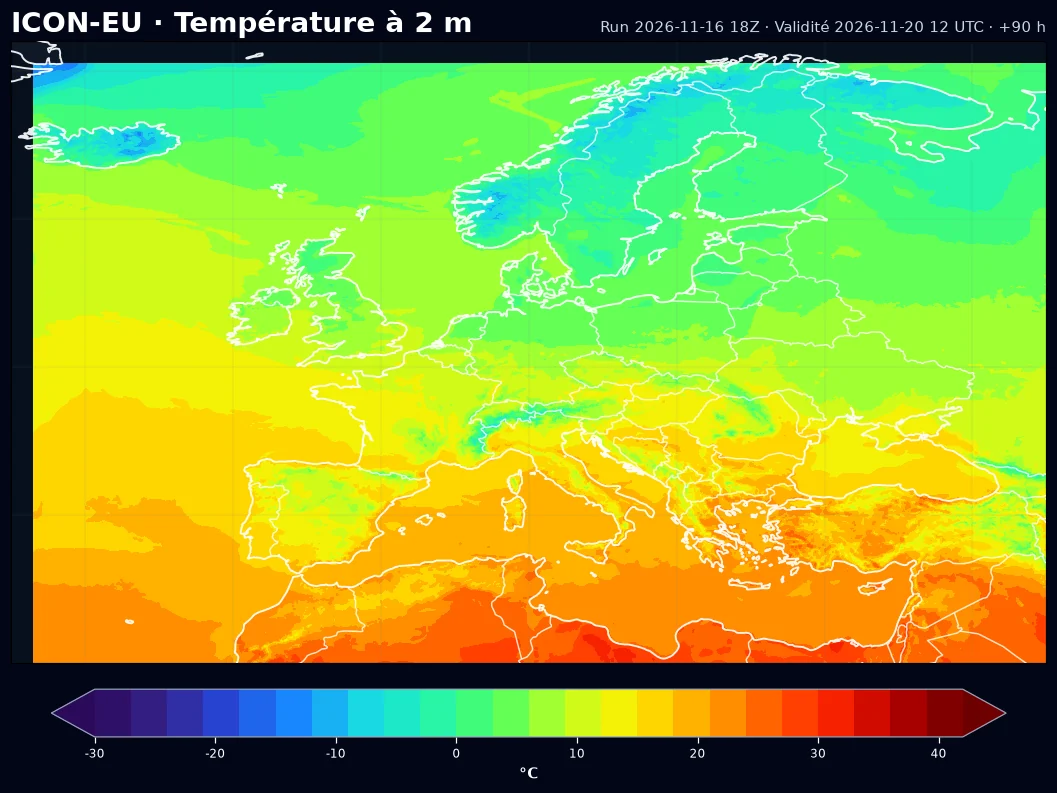 ICON-EU · Température à 2 m
Run 2026-11-16 18Z · Validité 2026-11-20 12 UTC · +90 h
-30 -20 -10 0 10 20 30 40
°C